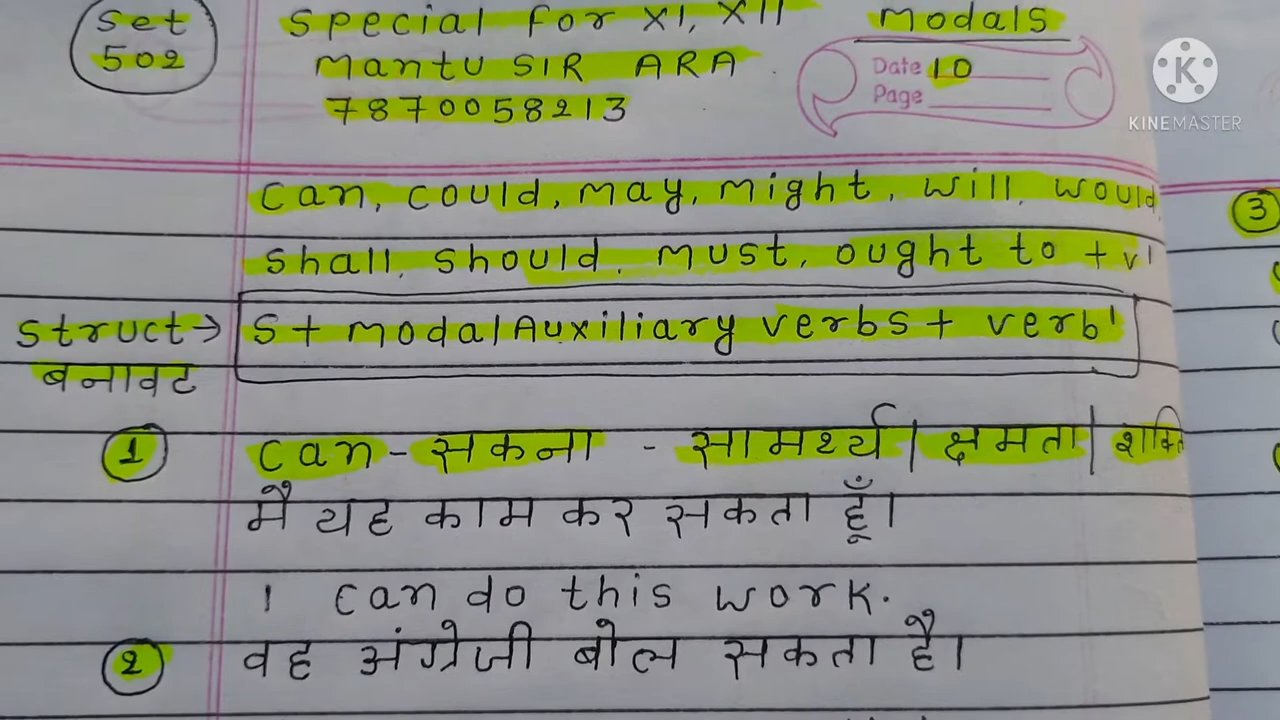 Set
502
special for XI, XII
Modals
Mantu SIR ARA
7870058213
Date 10
Page
KINEMASTER
can, could, may, might, will, would,
shall, should, must, ought to + v¹
3
struct→
S + modal Auxiliary verbs + verb¹
बनावट
1 can - सकना - सामर्थ्य | क्षमता | शक्ति
मै यह काम कर सकता हूँ।
I can do this work.
2 वह अंग्रेजी बोल सकता है।